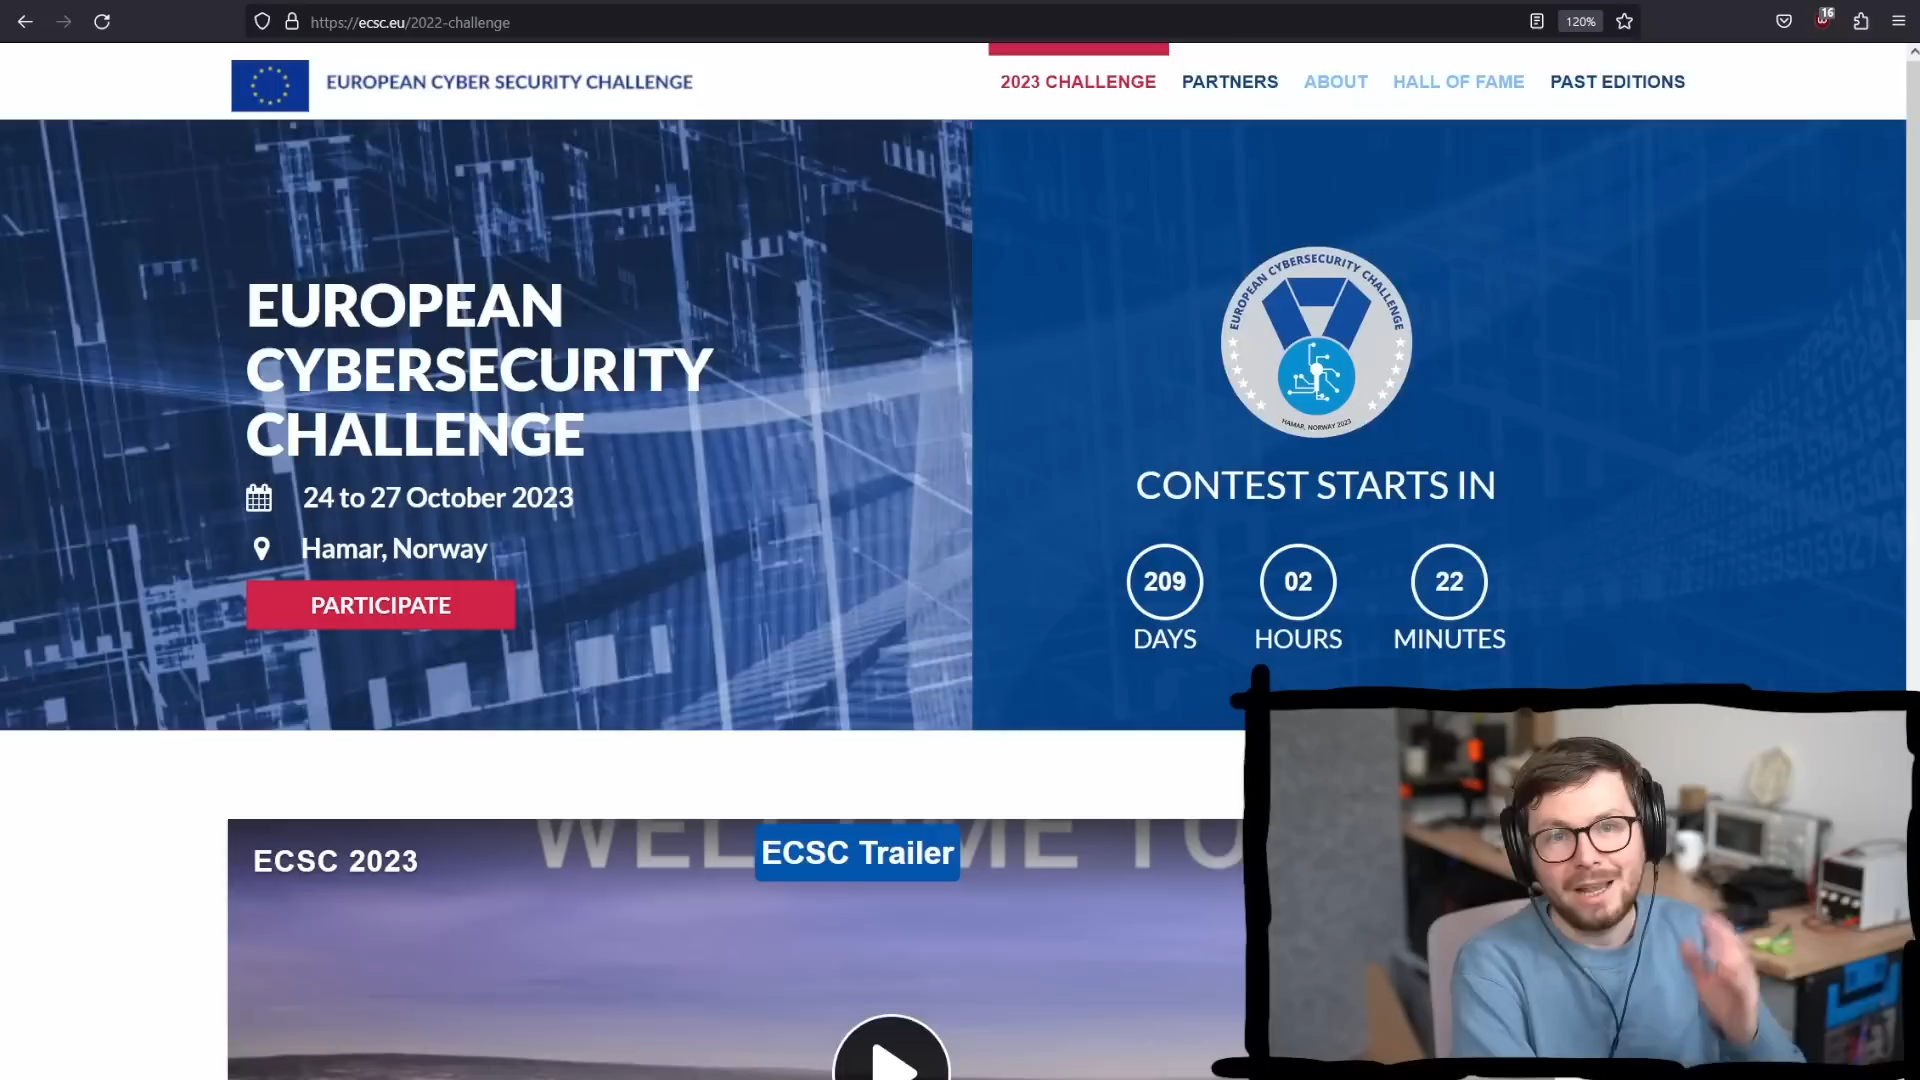 https://ecsc.eu/2022-challenge
120%
16
EUROPEAN CYBER SECURITY CHALLENGE
2023 CHALLENGE
PARTNERS
ABOUT
HALL OF FAME
PAST EDITIONS
EUROPEAN
CYBERSECURITY
CHALLENGE
24 to 27 October 2023
Hamar, Norway
PARTICIPATE
EUROPEAN CYBERSECURITY CHALLENGE
HAMAR, NORWAY 2023
CONTEST STARTS IN
209
02
22
DAYS
HOURS
MINUTES
WELCOME TO
ECSC 2023
ECSC Trailer